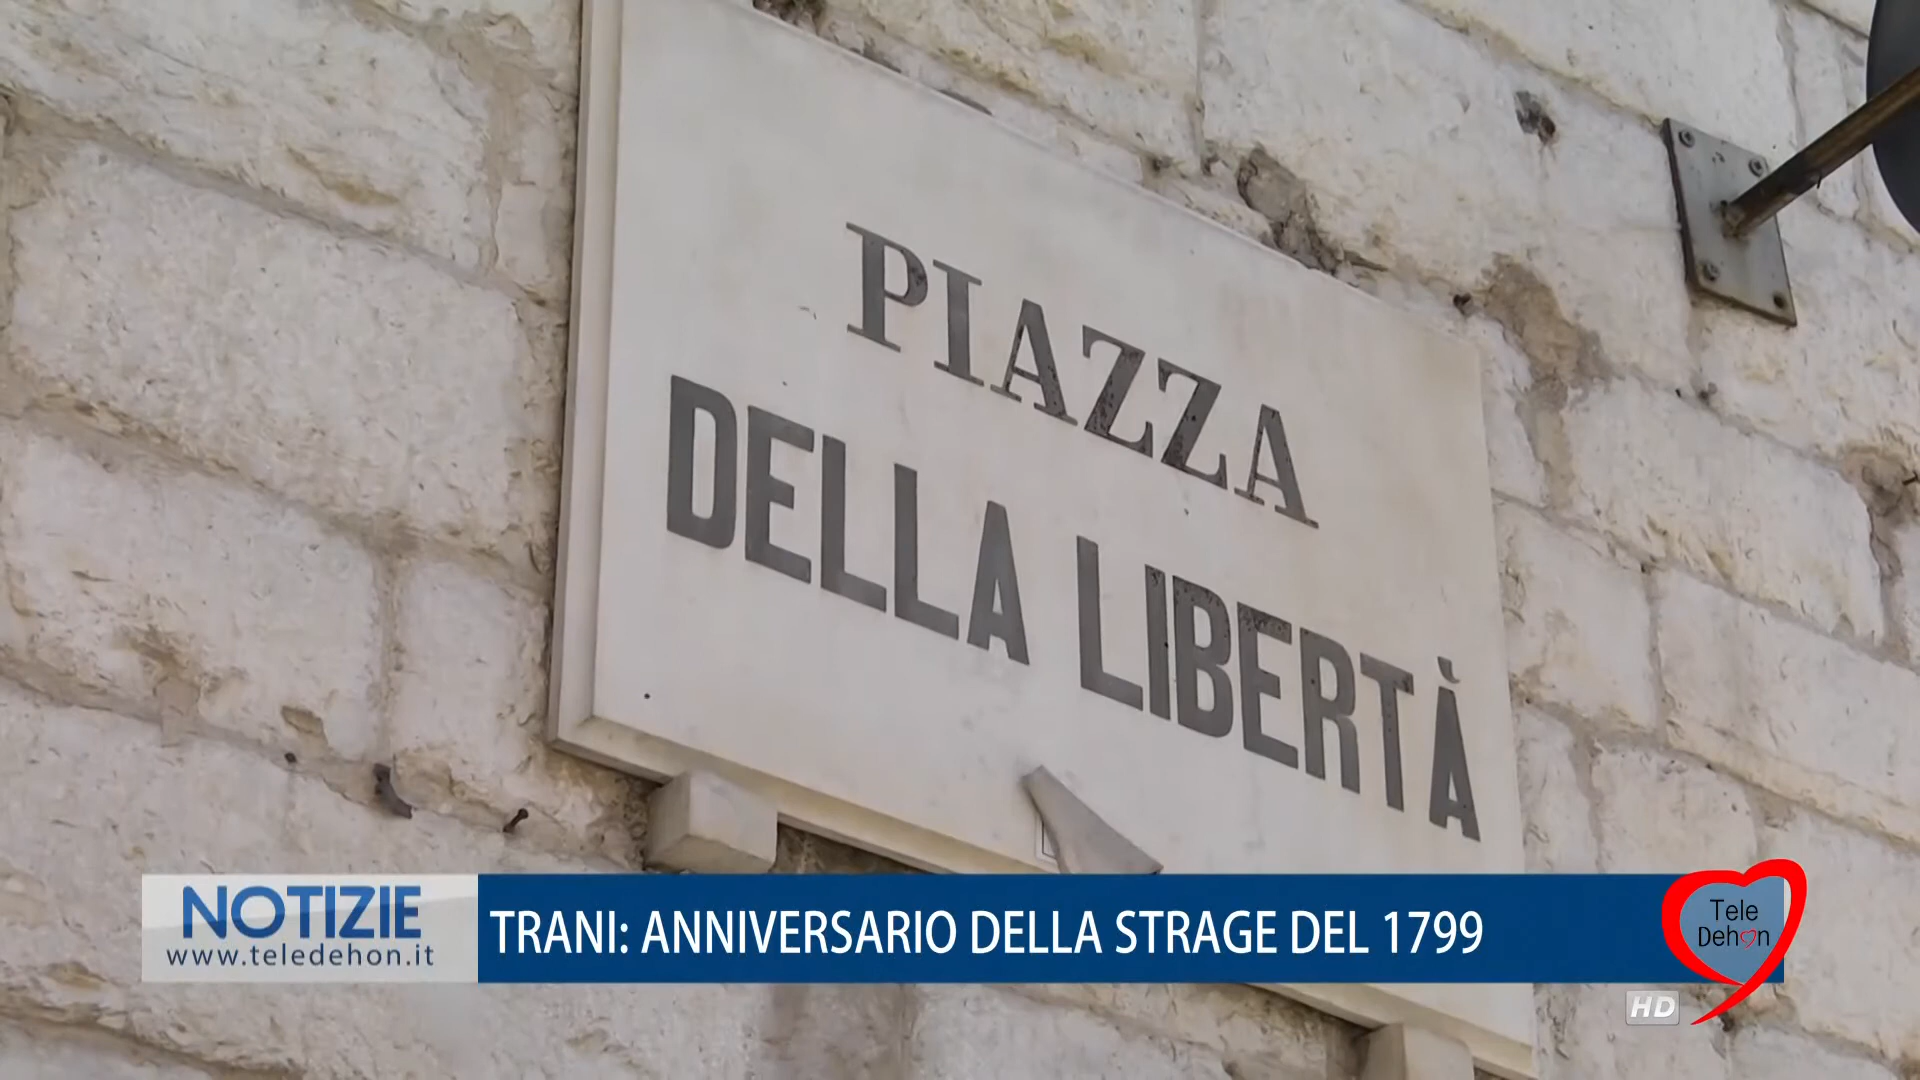 PIAZZA
DELLA LIBERTÀ
NOTIZIE
www.teledehon.it
TRANI: ANNIVERSARIO DELLA STRAGE DEL 1799
Tele
Dehon
HD